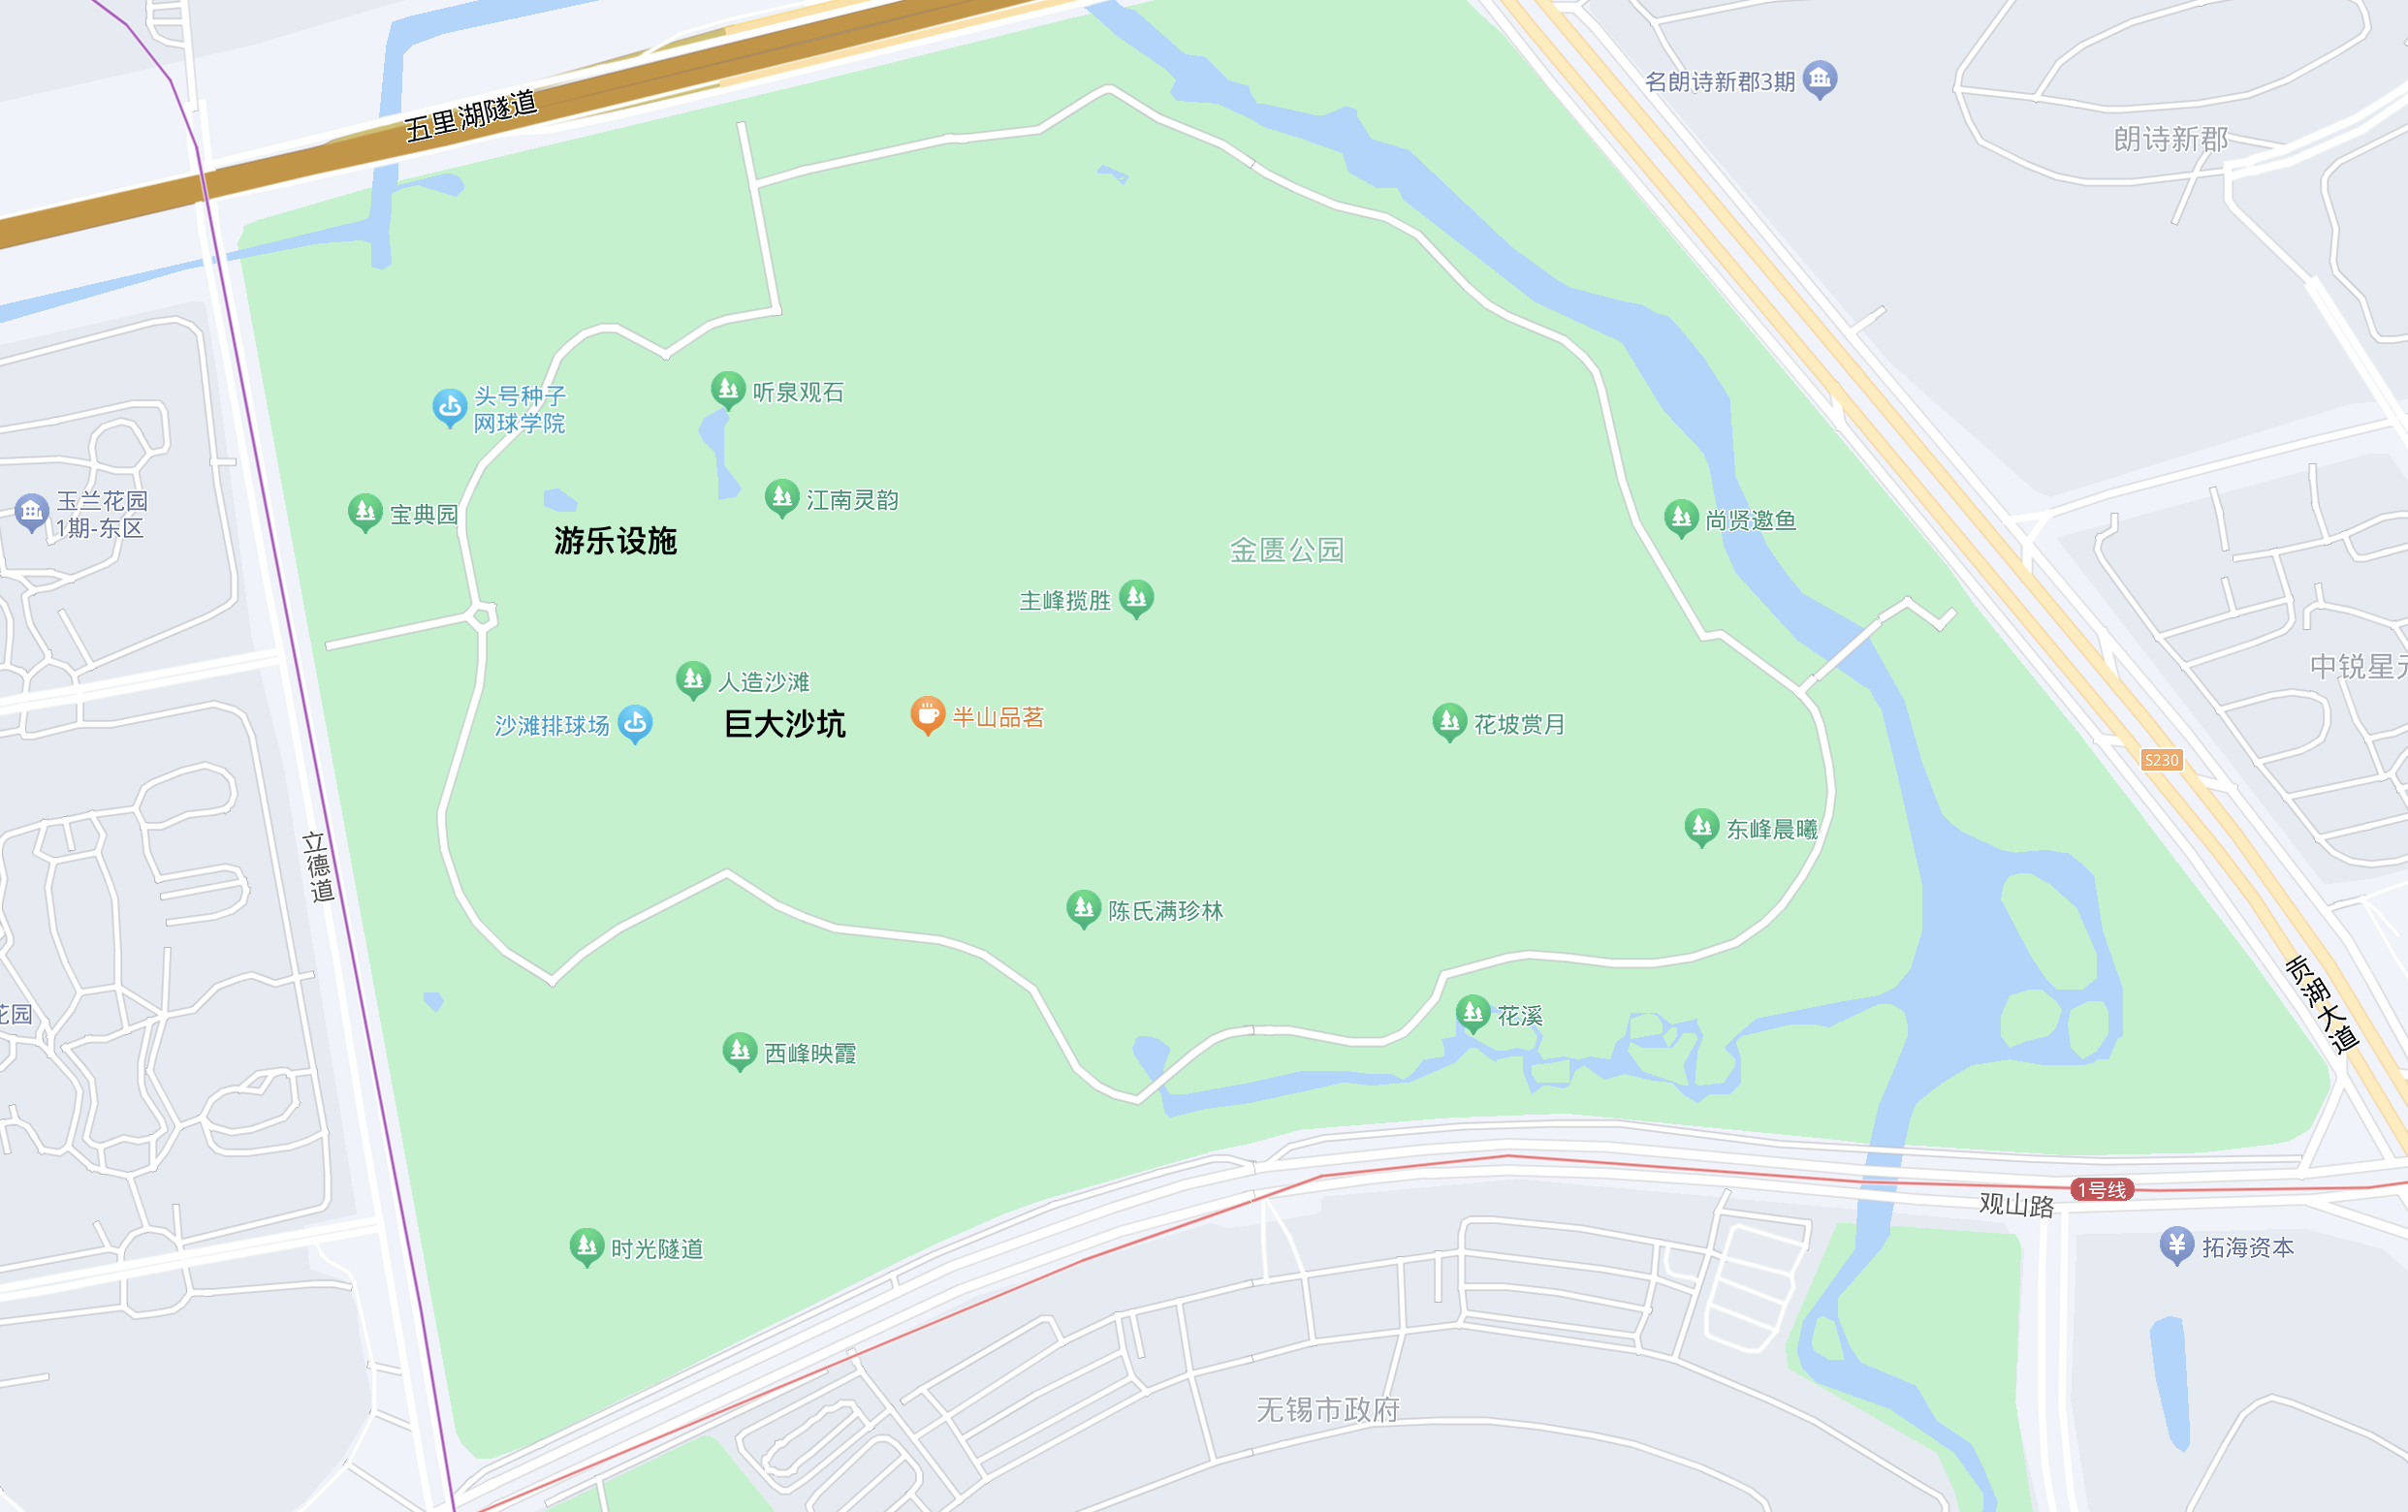 五里湖隧道
名朗诗新郡3期
朗诗新郡
头号种子
网球学院
听泉观石
玉兰花园
1期-东区
宝典园
江南灵韵
游乐设施
金匮公园
尚贤邀鱼
主峰揽胜
中锐星元
人造沙滩
沙滩排球场
巨大沙坑
半山品茗
花坡赏月
S230
东峰晨曦
立德道
陈氏满珍林
贡湖大道
花园
花溪
西峰映霞
1号线
观山路
时光隧道
拓海资本
无锡市政府